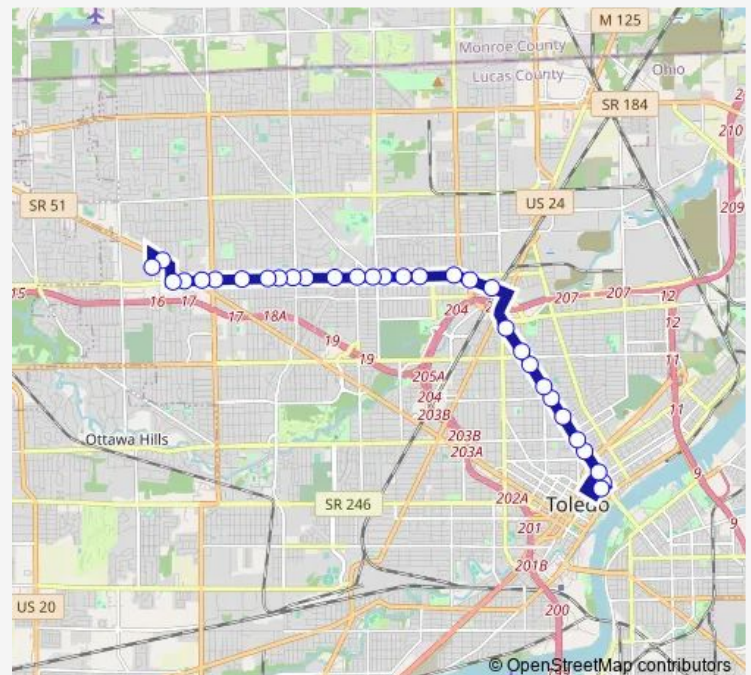 M 125
Monroe County
Lucas County
Ohio
SR 184
2
210
SR 51
US 24
209
15
16
17
17
18A
204
207
207
12
19
19
12
205A
204
203B
11
11
Ottawa Hills
203B
203A
9
202A
SR 246
Toledo
201
9
201B
US 20
200
© OpenStreetMap contributors